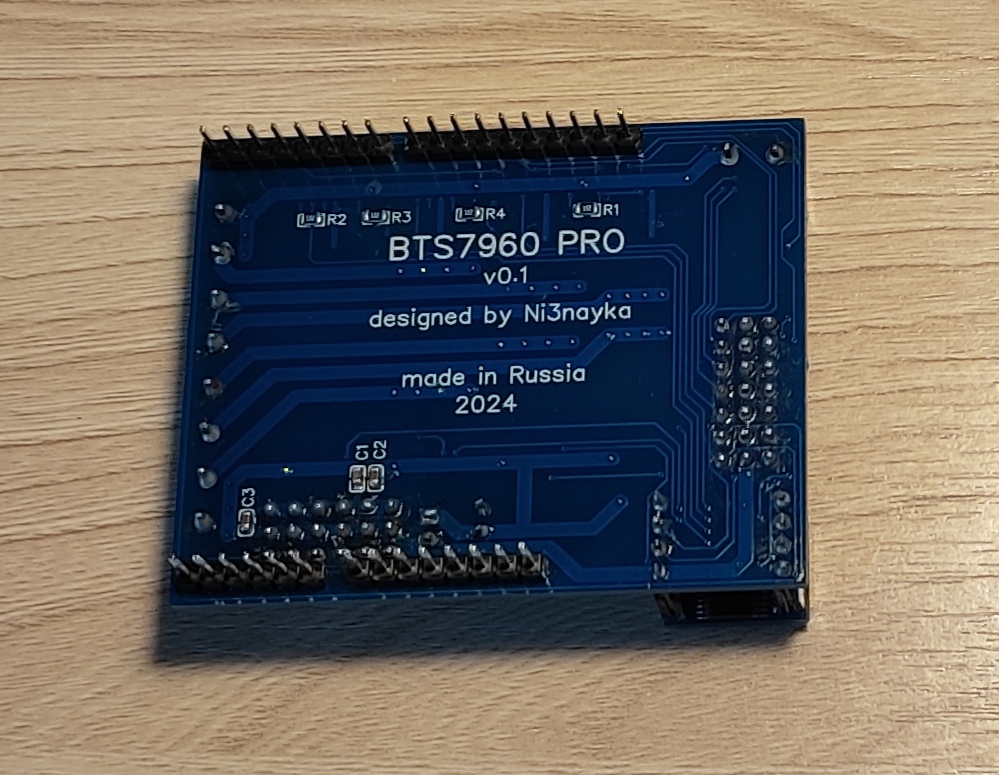 R2 R3 R4 R1
BTS7960 PRO
v0.1
designed by Ni3nayka
made in Russia
2024
C1
C2
C3